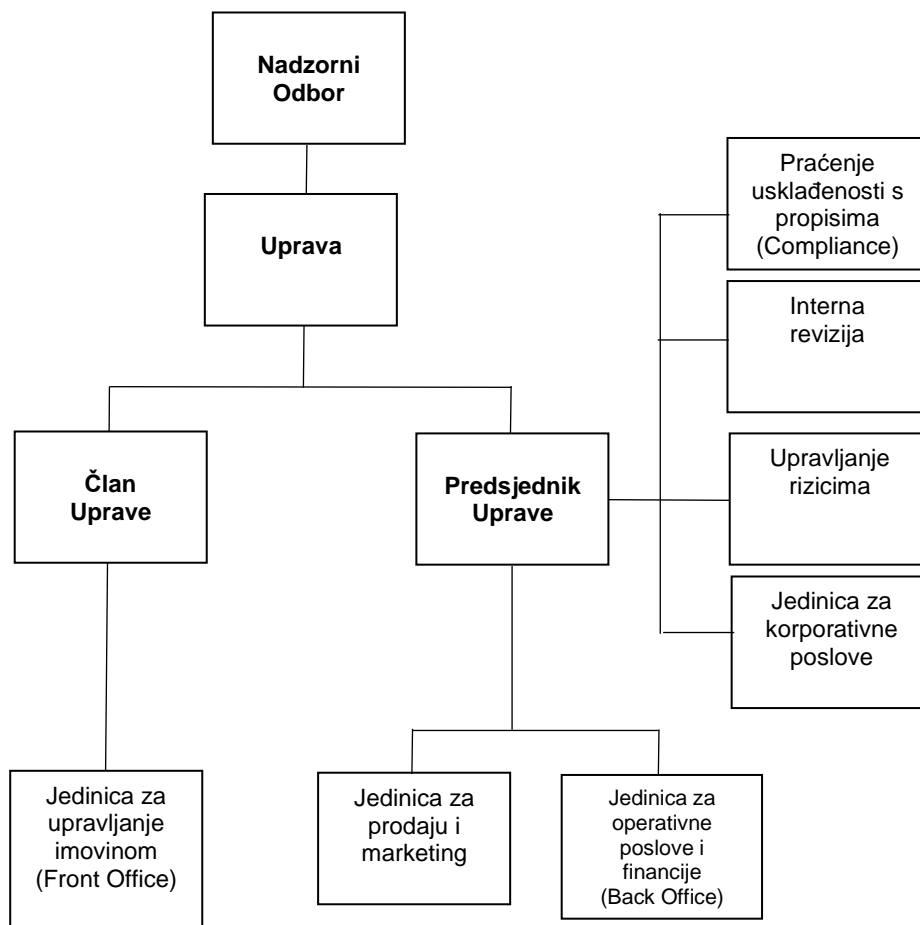 Nadzorni
Odbor
Uprava
Praćenje
usklađenosti s
propisima
(Compliance)
Interna
revizija
Član
Uprave
Predsjednik
Uprave
Upravljanje
rizicima
Jedinica za
korporativne
poslove
Jedinica za
upravljanje
imovinom
(Front Office)
Jedinica za
prodaju i
marketing
Jedinica za
operativne
poslove i
financije
(Back Office)